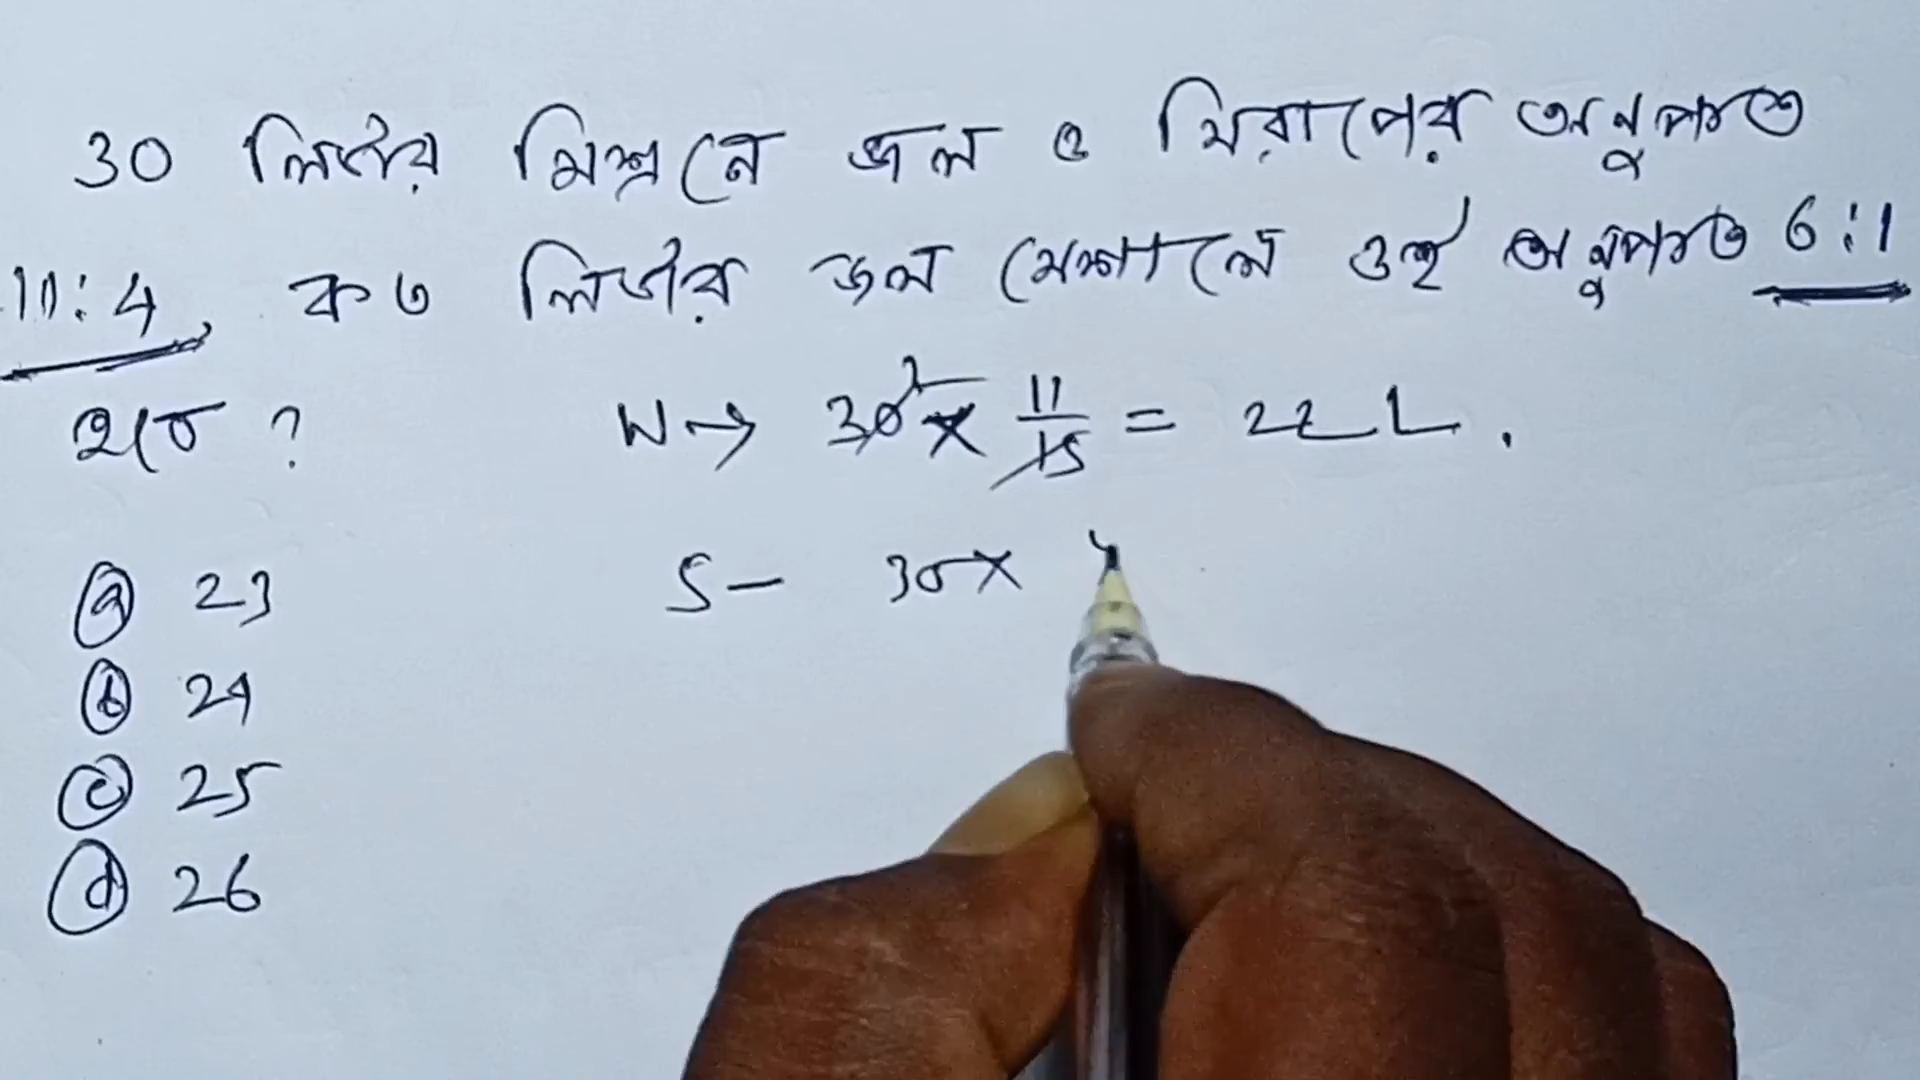 30 লিটার মিশ্রনে জল ও সিরাপের অনুপাত
11:4, কত লিটার জল মেশালে ওই অনুপাত 6:1
হবে ?
W → 30 × 11/15 = 22 L.
S – 30 ×
ⓐ 23
ⓑ 24
ⓒ 25
ⓓ 26